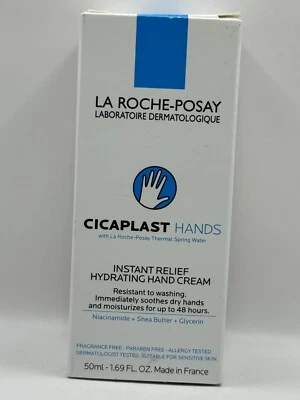 LA ROCHE-POSAY
LABORATOIRE DERMATOLOGIQUE
CICAPLAST HANDS
with La Roche-Posay Thermal Spring Water
INSTANT RELIEF
HYDRATING HAND CREAM
Resistant to washing.
Immediately soothes dry hands
and moisturizes for up to 48 hours.
Niacinamide + Shea Butter + Glycerin
FRAGRANCE FREE - PARABEN FREE - ALLERGY TESTED
DERMATOLOGIST TESTED, SUITABLE FOR SENSITIVE SKIN
50ml - 1.69 FL. OZ. Made in France